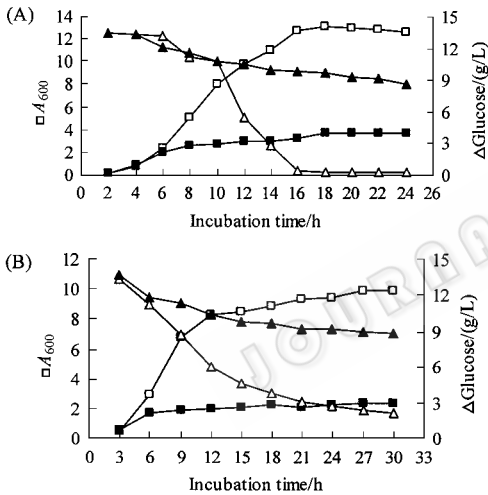 (A)
14
12
10
8
6
4
2
0
□A600
15
12
9
6
3
0
ΔGlucose/(g/L)
0 2 4 6 8 10 12 14 16 18 20 22 24 26
Incubation time/h
(B)
12
10
8
6
4
2
0
□A600
15
12
9
6
3
0
ΔGlucose/(g/L)
0 3 6 9 12 15 18 21 24 27 30 33
Incubation time/h
JOURNA